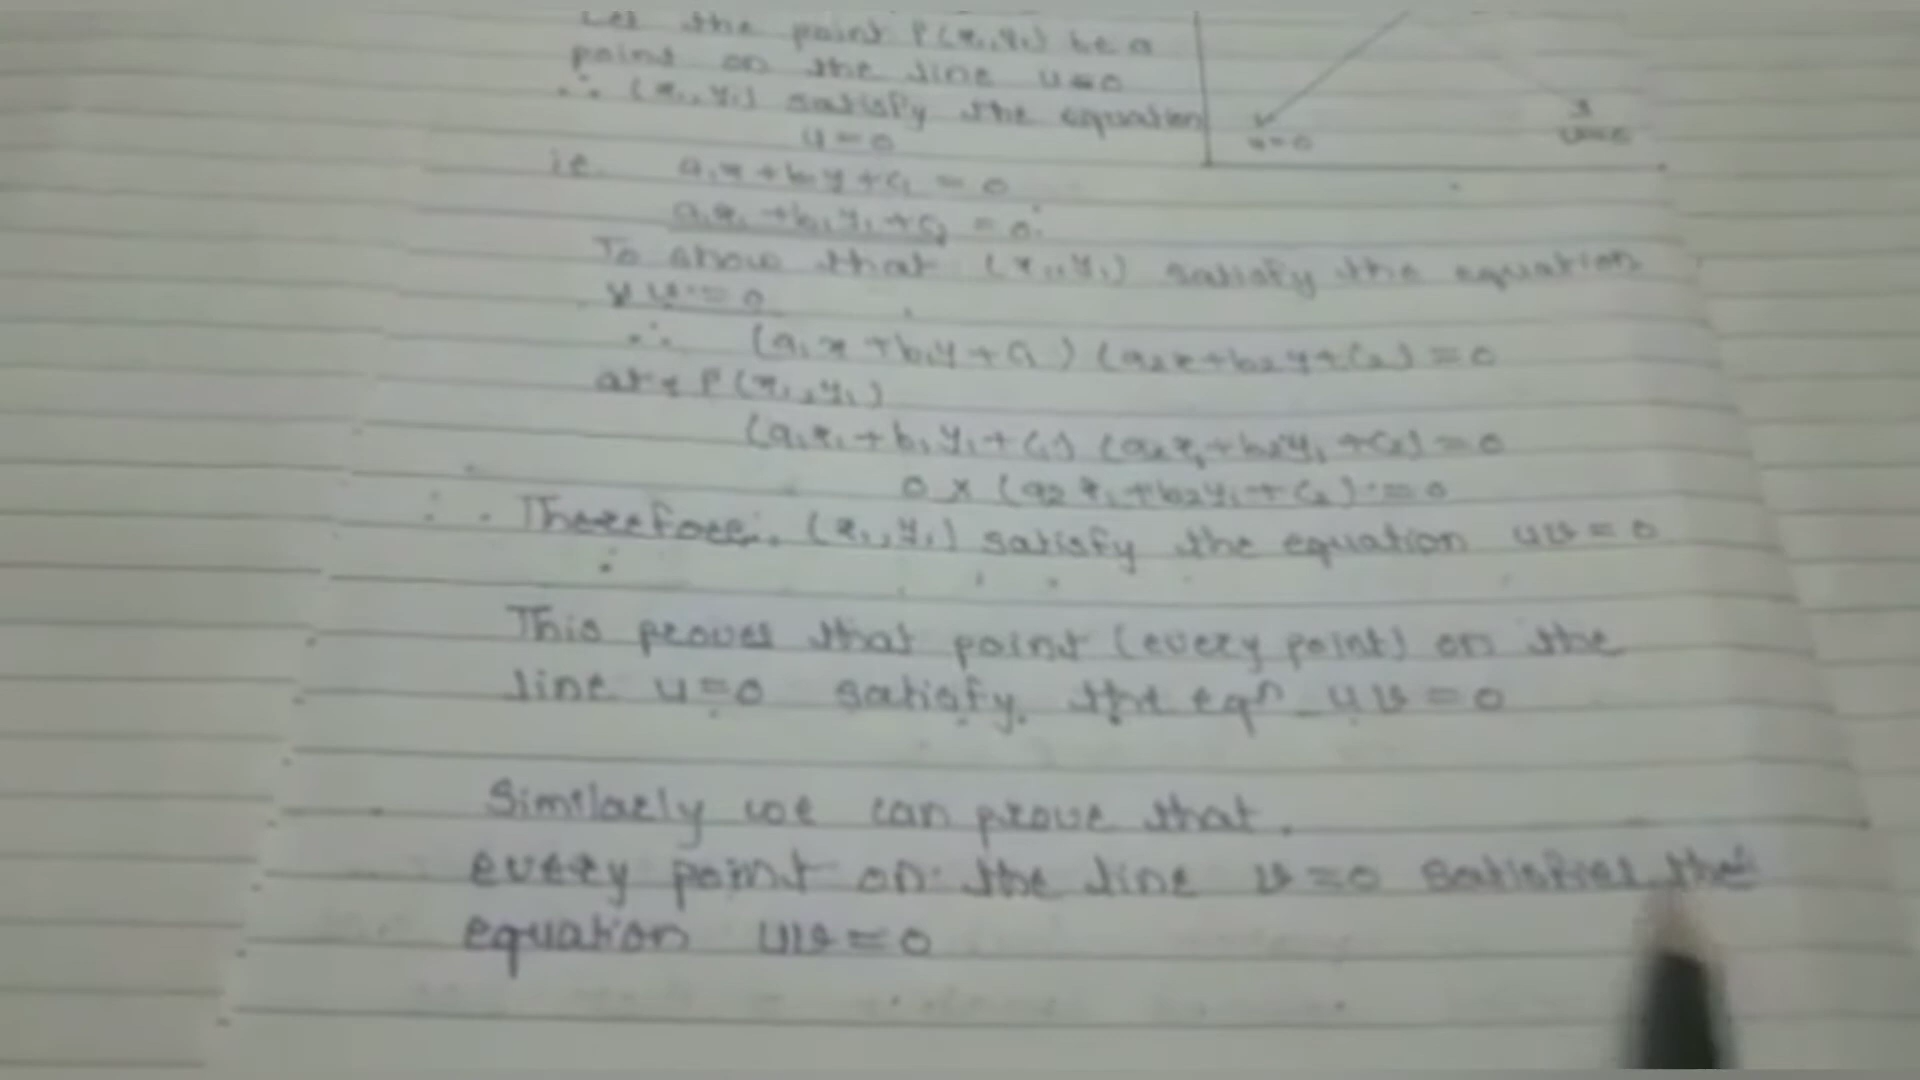 Let the point P(x₁,y₁) be a
point on the line u=0
∴ (x₁,y₁) satisfy the equation
u=0
u=0
u=0
ie. a₁x+b₁y+c₁ = 0
a₁x₁+b₁y₁+c₁ = 0.
To show that (x₁,y₁) satisfy the equation
uv=0
∴ (a₁x+b₁y+c₁) (a₂x+b₂y+c₂)=0
at P(x₁,y₁)
(a₁x₁+b₁y₁+c₁) (a₂x₁+b₂y₁+c₂)=0
0 x (a₂x₁+b₂y₁+c₂)=0
Therefore. (x₁,y₁) satisfy the equation uv=0
This proves that point (every point) on the
line u=0 satisfy. the eqⁿ uv=0
Similarly we can prove that.
every point on the line v=0 satisfies the
equation uv=0